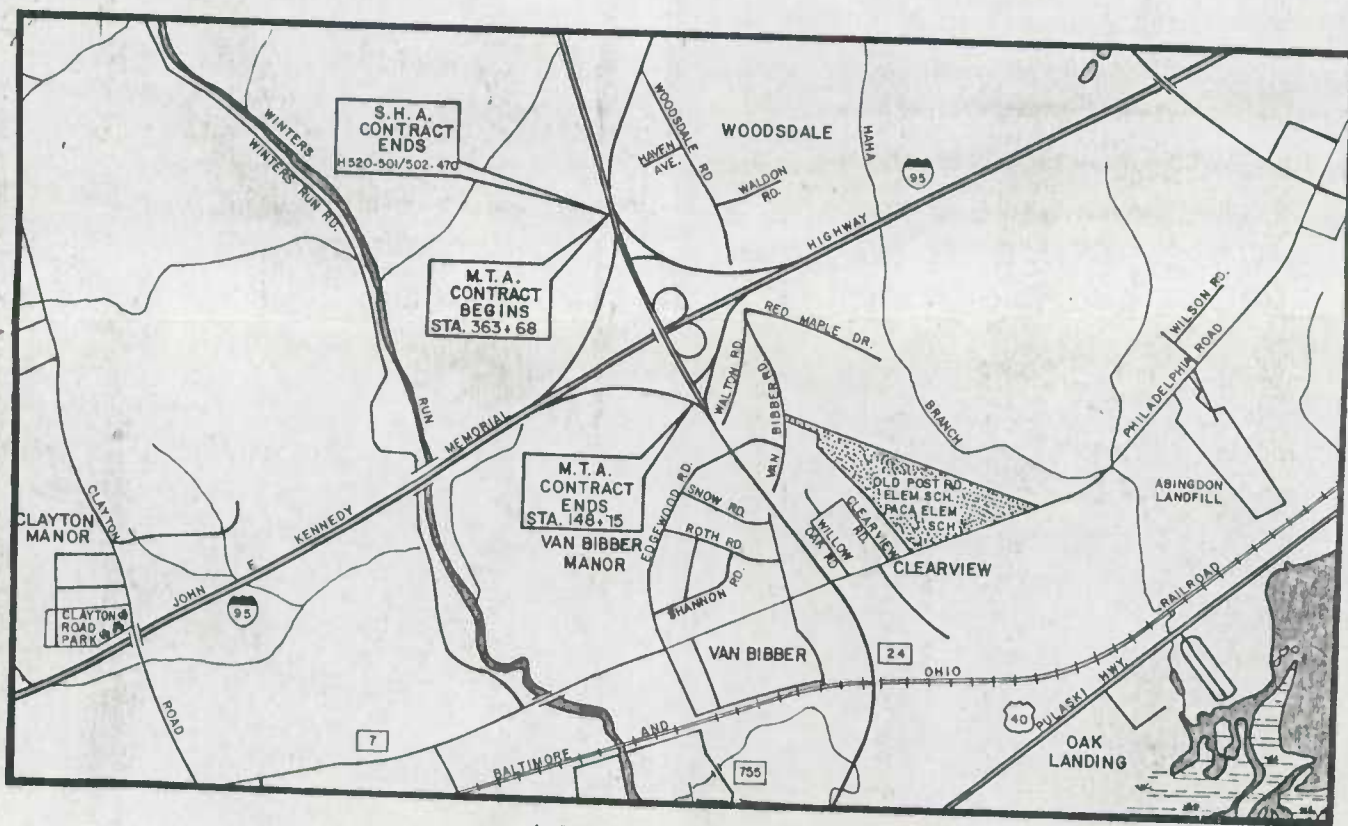 S.H.A.
CONTRACT
ENDS
H520-501/502-470
WINTERS
WINTERS RUN RD.
WOODSDALE RD
HAVEN
AVE.
WALDON
RD.
WOODSDALE
HAHA
95
HIGHWAY
M.T.A.
CONTRACT
BEGINS
STA. 363+68
RED MAPLE DR.
WALTON RD.
VAN BIBBER RD
WILSON RD.
PHILADELPHIA ROAD
BRANCH
RUN
MEMORIAL
M.T.A.
CONTRACT
ENDS
STA. 148+15
VAN BIBBER
MANOR
EDGEWOOD RD.
SNOW RD.
ROTH RD.
SHANNON RD.
OLD POST RD.
ELEM SCH.
PACA ELEM
SCH.
CLEARVIEW
RD.
WILLOW
OAK RD
CLEARVIEW
ABINGDON
LANDFILL
CLAYTON
MANOR
CLAYTON
KENNEDY
E
JOHN
95
CLAYTON
ROAD
PARK
ROAD
VAN BIBBER
24
7
BALTIMORE
AND
OHIO
RAILROAD
755
40
PULASKI HWY.
OAK
LANDING